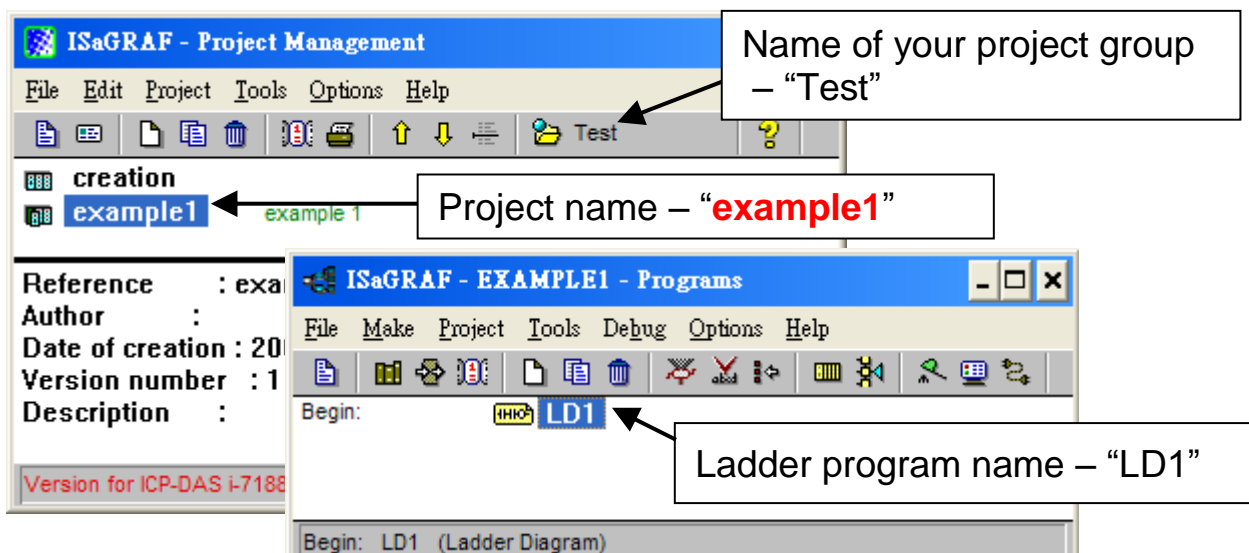 ISaGRAF - Project Management
Name of your project group
– “Test”
File Edit Project Tools Options Help
Test
creation
example1 example 1
Project name – “example1”
Reference : exa
Author :
Date of creation : 20
Version number : 1
Description :
Version for ICP-DAS i-7188
ISaGRAF - EXAMPLE1 - Programs
File Make Project Tools Debug Options Help
Begin: LD1
Ladder program name – “LD1”
Begin: LD1 (Ladder Diagram)